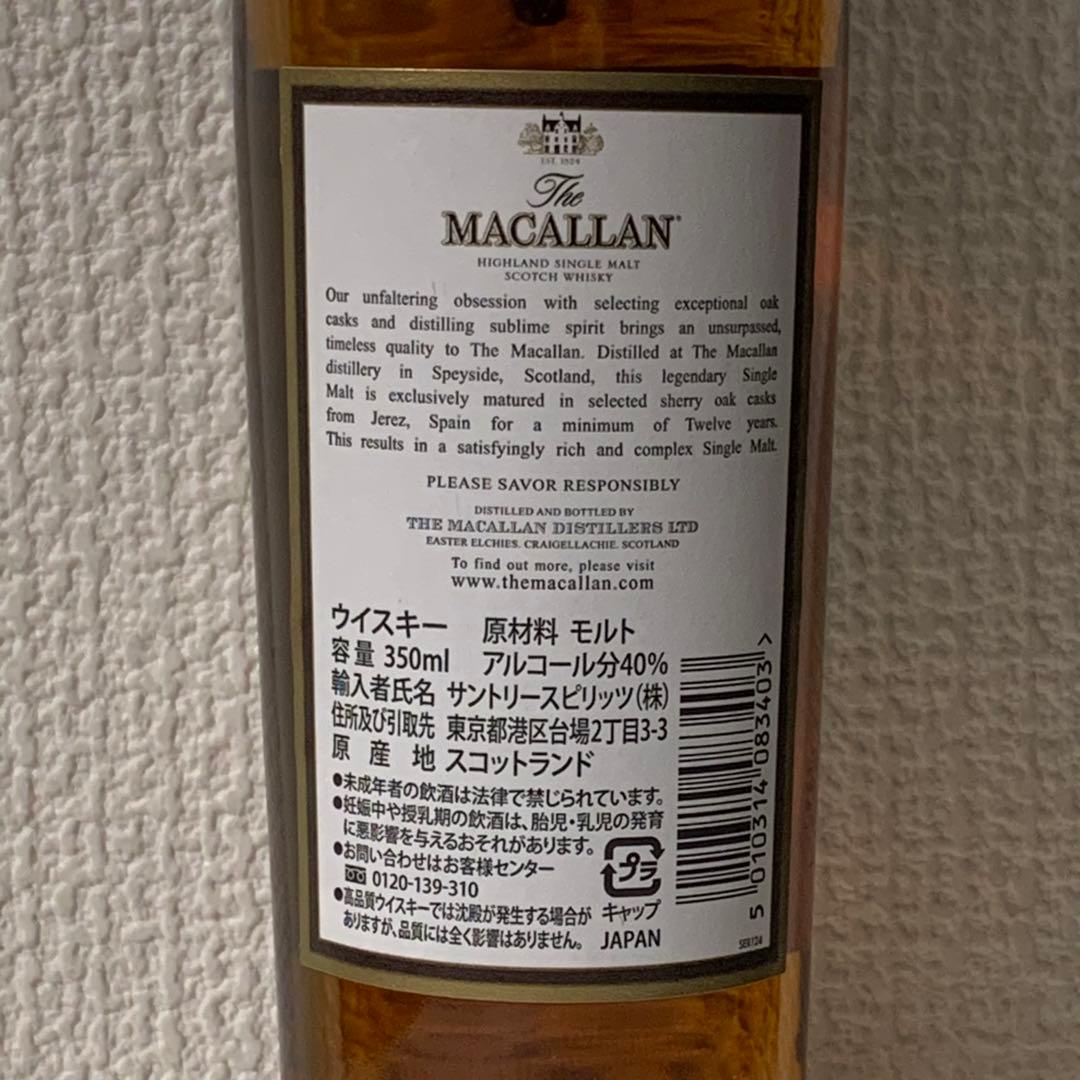 EST. 1824
The
MACALLAN
HIGHLAND SINGLE MALT
SCOTCH WHISKY
Our unfaltering obsession with selecting exceptional oak
casks and distilling sublime spirit brings an unsurpassed,
timeless quality to The Macallan. Distilled at The Macallan
distillery in Speyside, Scotland, this legendary Single
Malt is exclusively matured in selected sherry oak casks
from Jerez, Spain for a minimum of Twelve years.
This results in a satisfyingly rich and complex Single Malt.
PLEASE SAVOR RESPONSIBLY
DISTILLED AND BOTTLED BY
THE MACALLAN DISTILLERS LTD
EASTER ELCHIES. CRAIGELLACHIE. SCOTLAND
To find out more, please visit
www.themacallan.com
ウイスキー 原材料 モルト
容量 350ml アルコール分40%
輸入者氏名 サントリースピリッツ(株)
住所及び引取先 東京都港区台場2丁目3-3
原産地 スコットランド
●未成年者の飲酒は法律で禁じられています。
●妊娠中や授乳期の飲酒は、胎児・乳児の発育
に悪影響を与えるおそれがあります。
●お問い合わせはお客様センター
0120-139-310
●高品質ウイスキーでは沈殿が発生する場合が
ありますが、品質には全く影響はありません。
プラ
キャップ
JAPAN
5 010314 083403 >
SER124